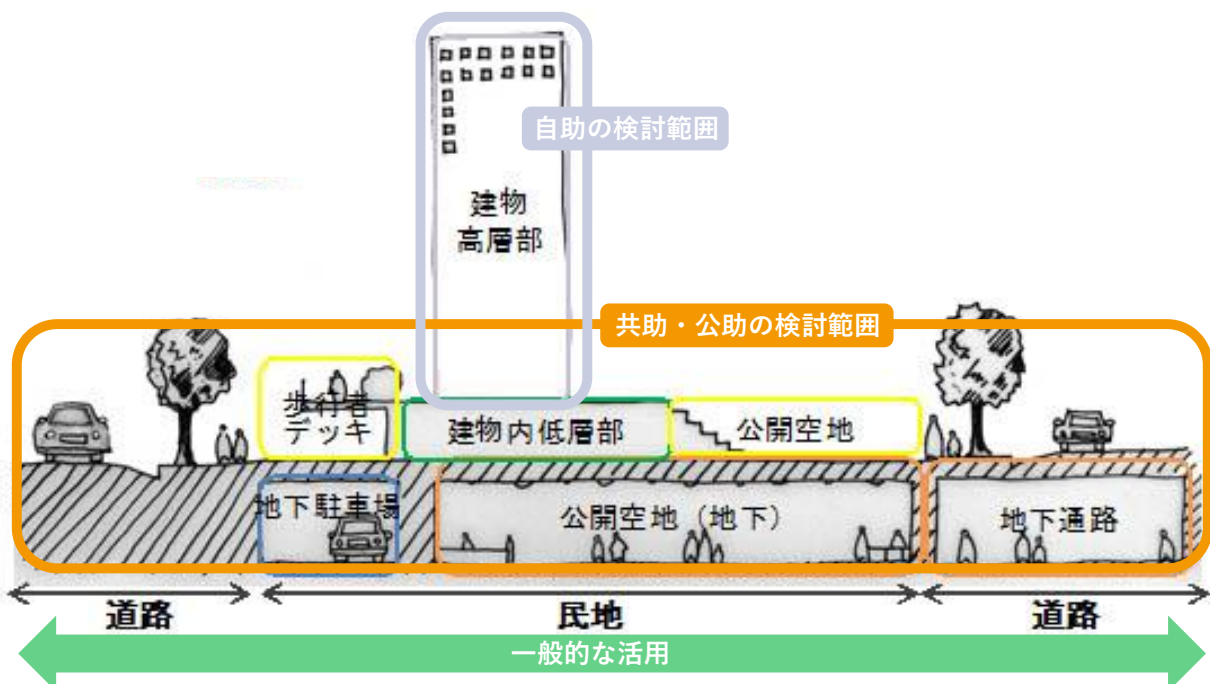 自助の検討範囲
建物
高層部
共助・公助の検討範囲
歩行者
デッキ
建物内低層部
公開空地
地下駐車場
公開空地（地下）
地下通路
道路
民地
道路
一般的な活用